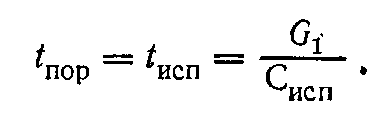 t_пор = t_исп = G_1 / C_исп .